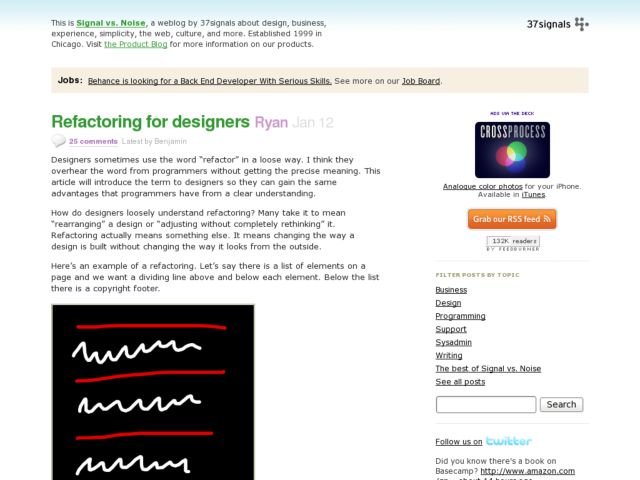 This is Signal vs. Noise, a weblog by 37signals about design, business,
experience, simplicity, the web, culture, and more. Established 1999 in
Chicago. Visit the Product Blog for more information on our products.
37signals
Jobs: Behance is looking for a Back End Developer With Serious Skills. See more on our Job Board.
Refactoring for designers Ryan Jan 12
25 comments Latest by Benjamin
Designers sometimes use the word “refactor” in a loose way. I think they
overhear the word from programmers without getting the precise meaning. This
article will introduce the term to designers so they can gain the same
advantages that programmers have from a clear understanding.
How do designers loosely understand refactoring? Many take it to mean
“rearranging” a design or “adjusting without completely rethinking” it.
Refactoring actually means something else. It means changing the way a
design is built without changing the way it looks from the outside.
Here’s an example of a refactoring. Let’s say there is a list of elements on
a page and we want a dividing line above and below each element. Below the list
there is a copyright footer.
ADS VIA THE DECK
CROSSPROCESS
Analogue color photos for your iPhone.
Available in iTunes.
Grab our RSS feed
132K readers
BY FEEDBURNER
FILTER POSTS BY TOPIC
Business
Design
Programming
Support
Sysadmin
Writing
The best of Signal vs. Noise
See all posts
Search
Follow us on twitter
Did you know there's a book on
Basecamp? http://www.amazon.com